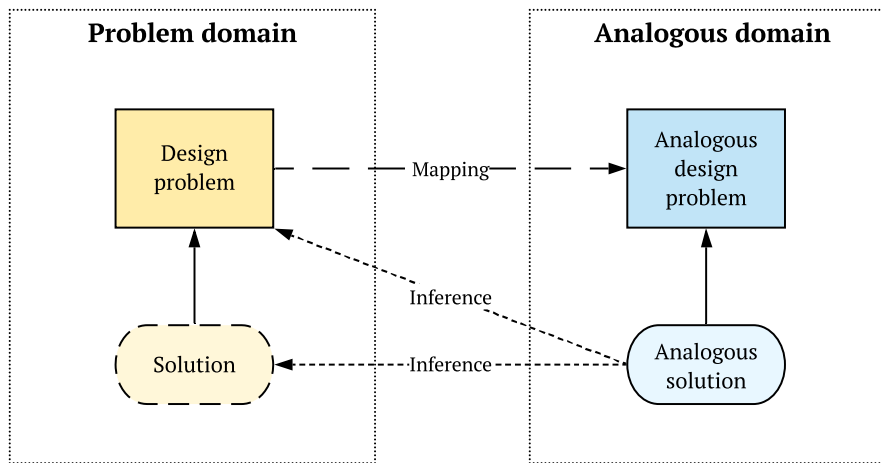 Problem domain
Analogous domain
Design
problem
Mapping
Analogous
design
problem
Inference
Solution
Inference
Analogous
solution